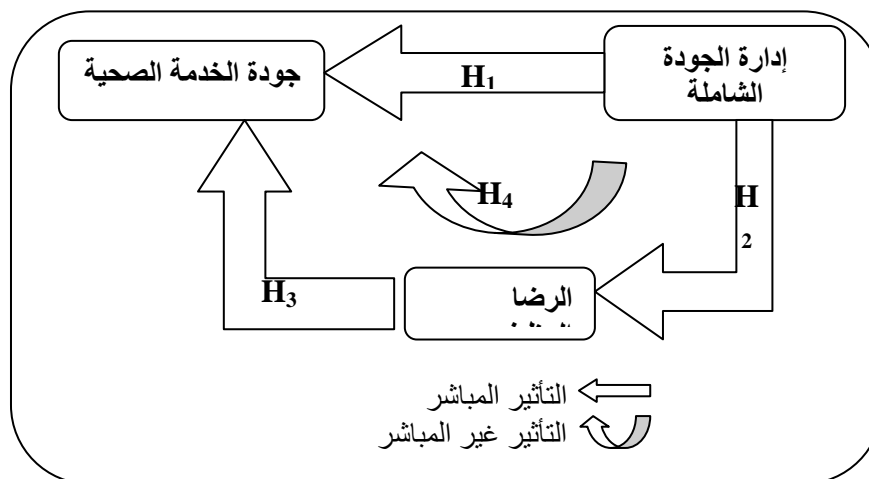 إدارة الجودة
الشاملة
جودة الخدمة الصحية
H₁
H
2
H₄
H₃
الرضا
التأثير المباشر
التأثير غير المباشر